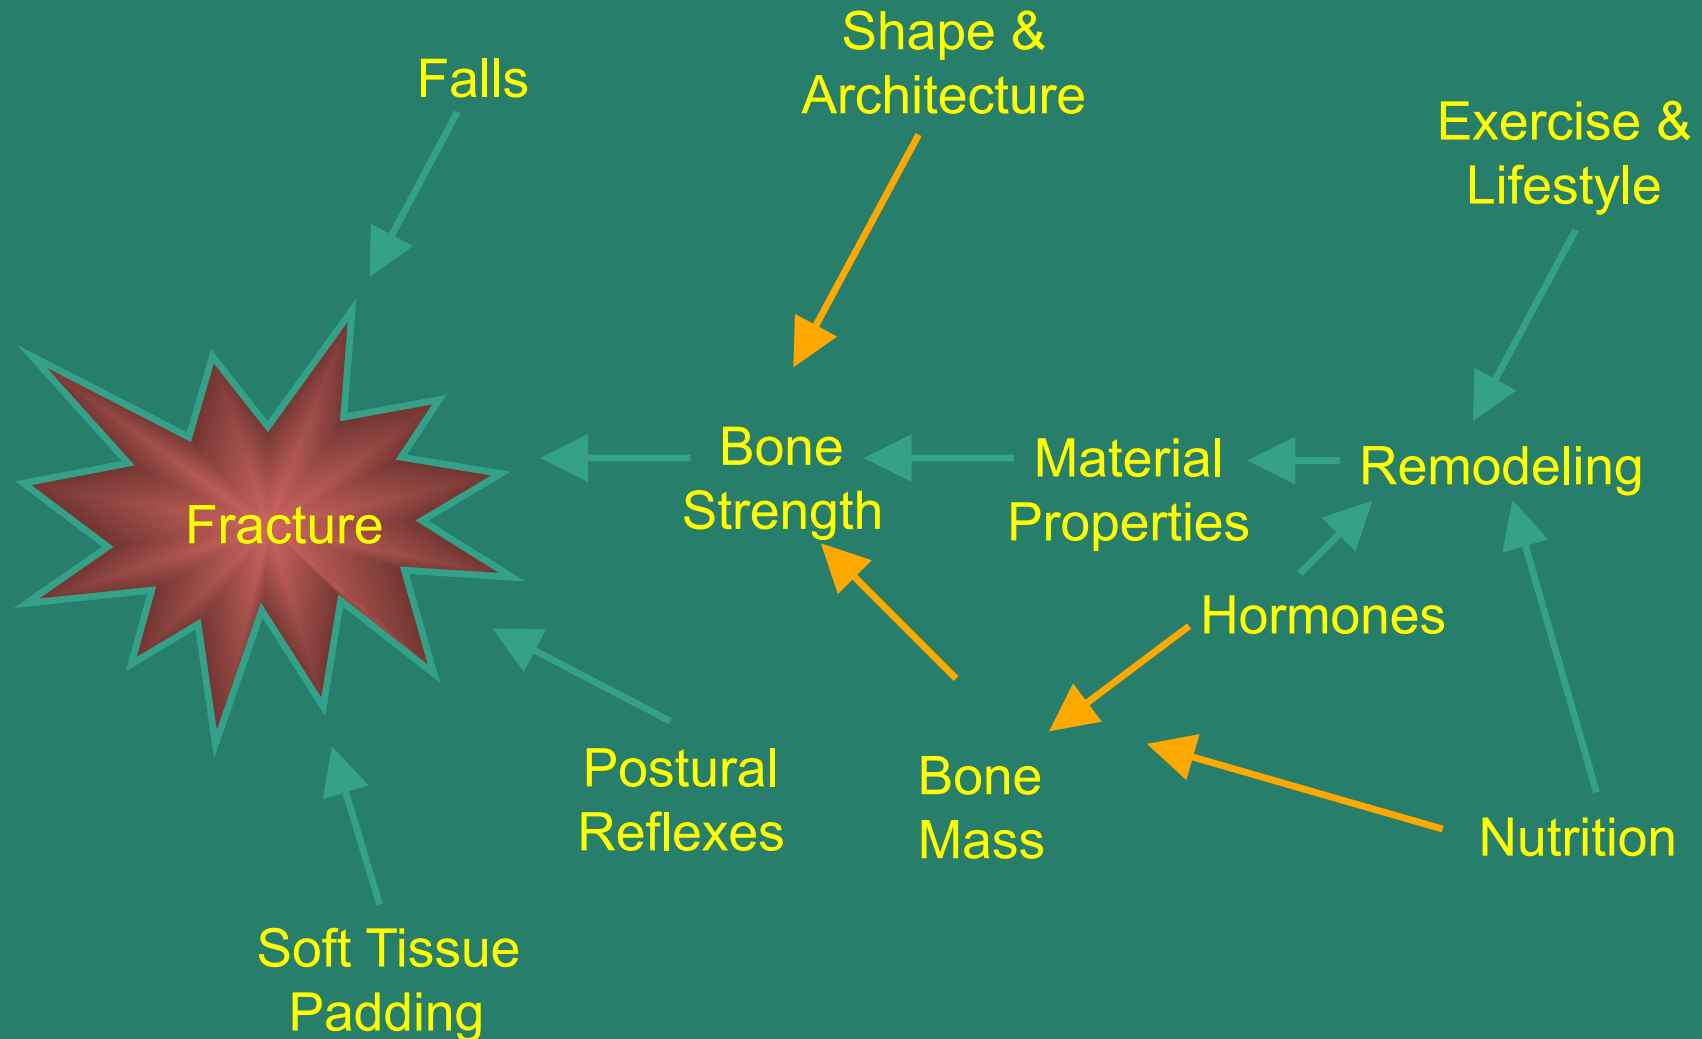 Shape &
Architecture
Falls
Exercise &
Lifestyle
Bone
Strength
Material
Properties
Remodeling
Fracture
Hormones
Postural
Reflexes
Bone
Mass
Nutrition
Soft Tissue
Padding